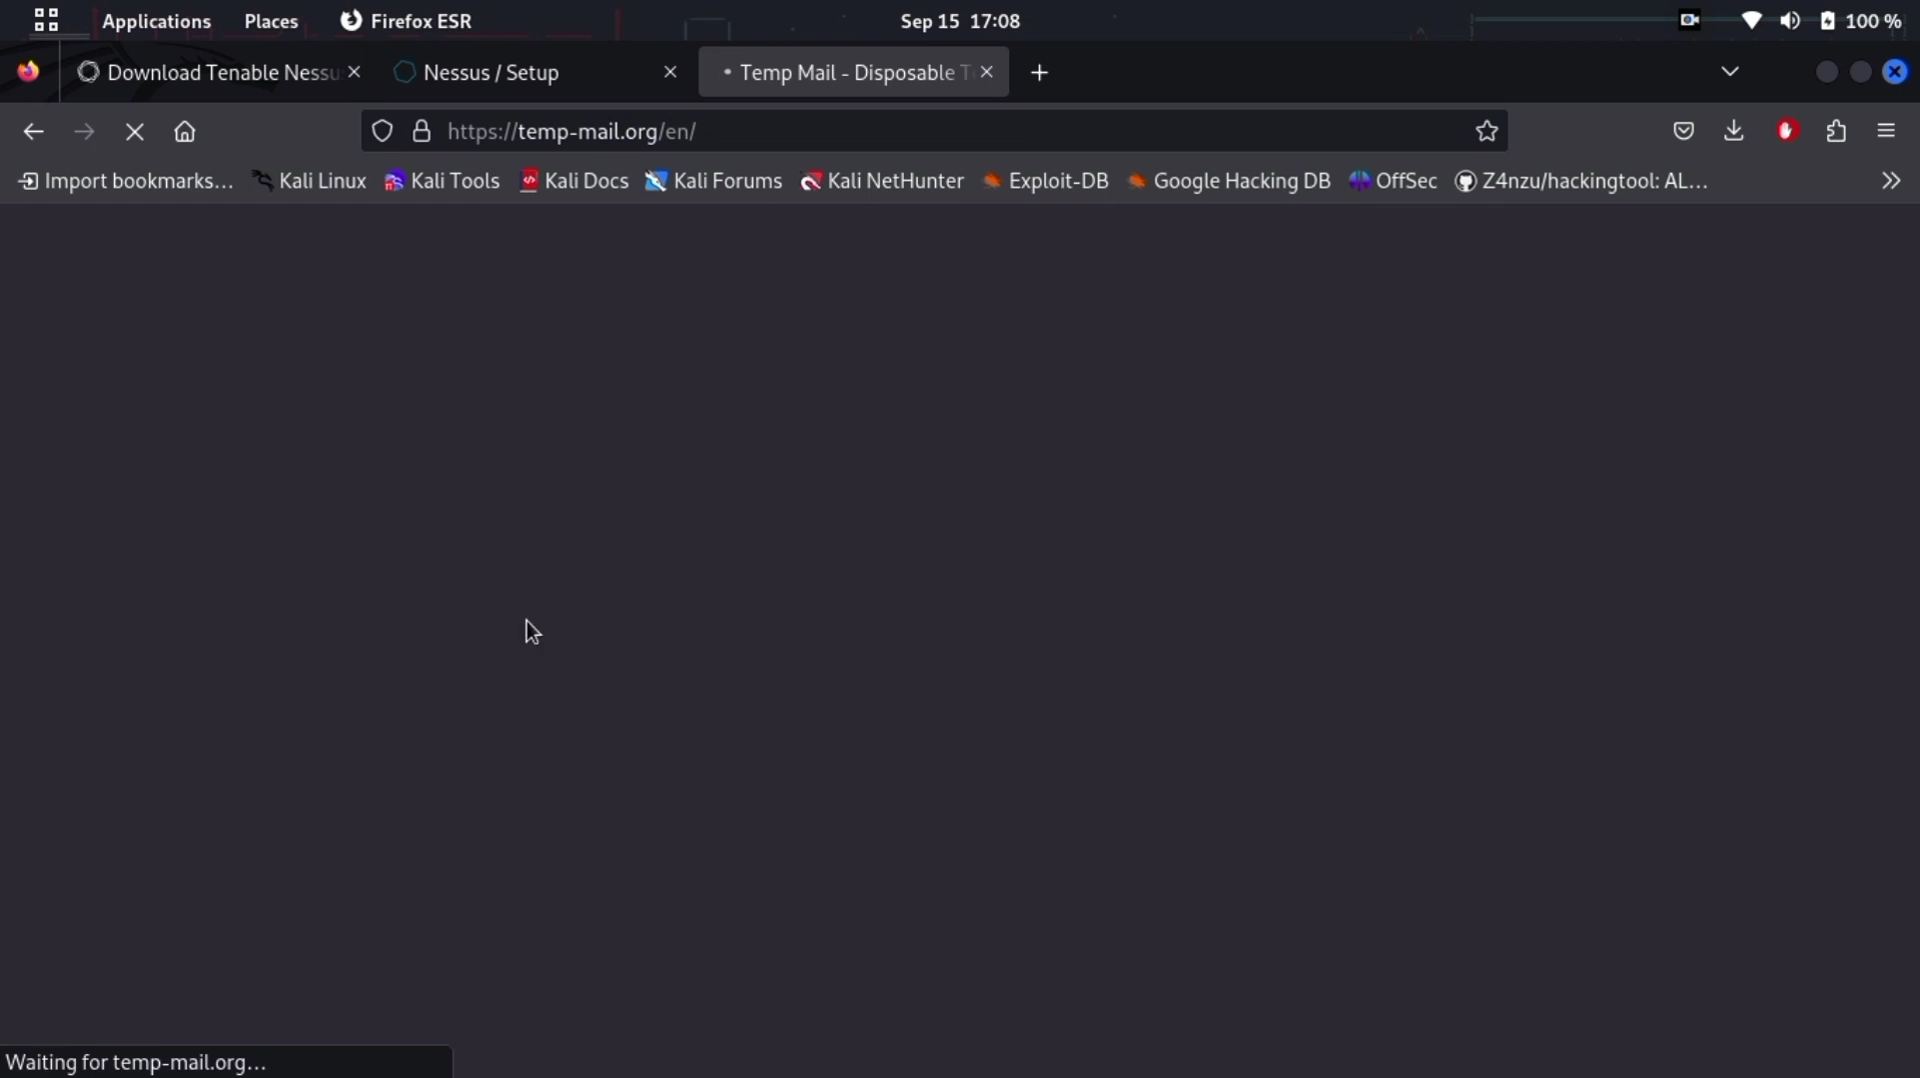 Applications Places Firefox ESR Sep 15 17:08 100 %
Download Tenable Nessu Nessus / Setup Temp Mail - Disposable T
https://temp-mail.org/en/
Import bookmarks... Kali Linux Kali Tools Kali Docs Kali Forums Kali NetHunter Exploit-DB Google Hacking DB OffSec Z4nzu/hackingtool: AL...
Waiting for temp-mail.org...